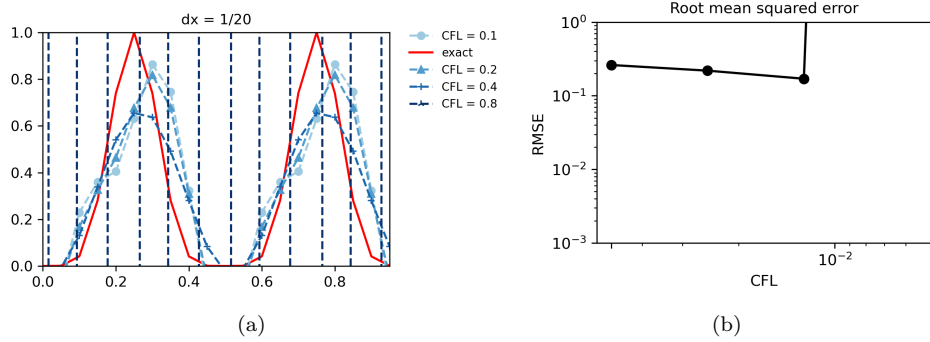 dx = 1/20
1.0
0.8
0.6
0.4
0.2
0.0
0.0 0.2 0.4 0.6 0.8
CFL = 0.1
exact
CFL = 0.2
CFL = 0.4
CFL = 0.8
(a)
Root mean squared error
10⁰
10⁻¹
10⁻²
10⁻³
RMSE
10⁻²
CFL
(b)